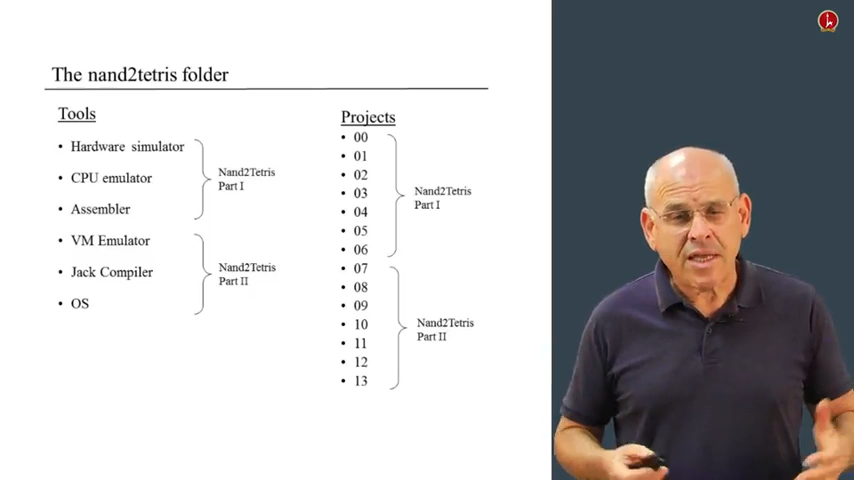 The nand2tetris folder
Tools
• Hardware simulator
• CPU emulator
• Assembler
Nand2Tetris
Part I
• VM Emulator
• Jack Compiler
• OS
Nand2Tetris
Part II
Projects
• 00
• 01
• 02
• 03
• 04
• 05
• 06
Nand2Tetris
Part I
• 07
• 08
• 09
• 10
• 11
• 12
• 13
Nand2Tetris
Part II